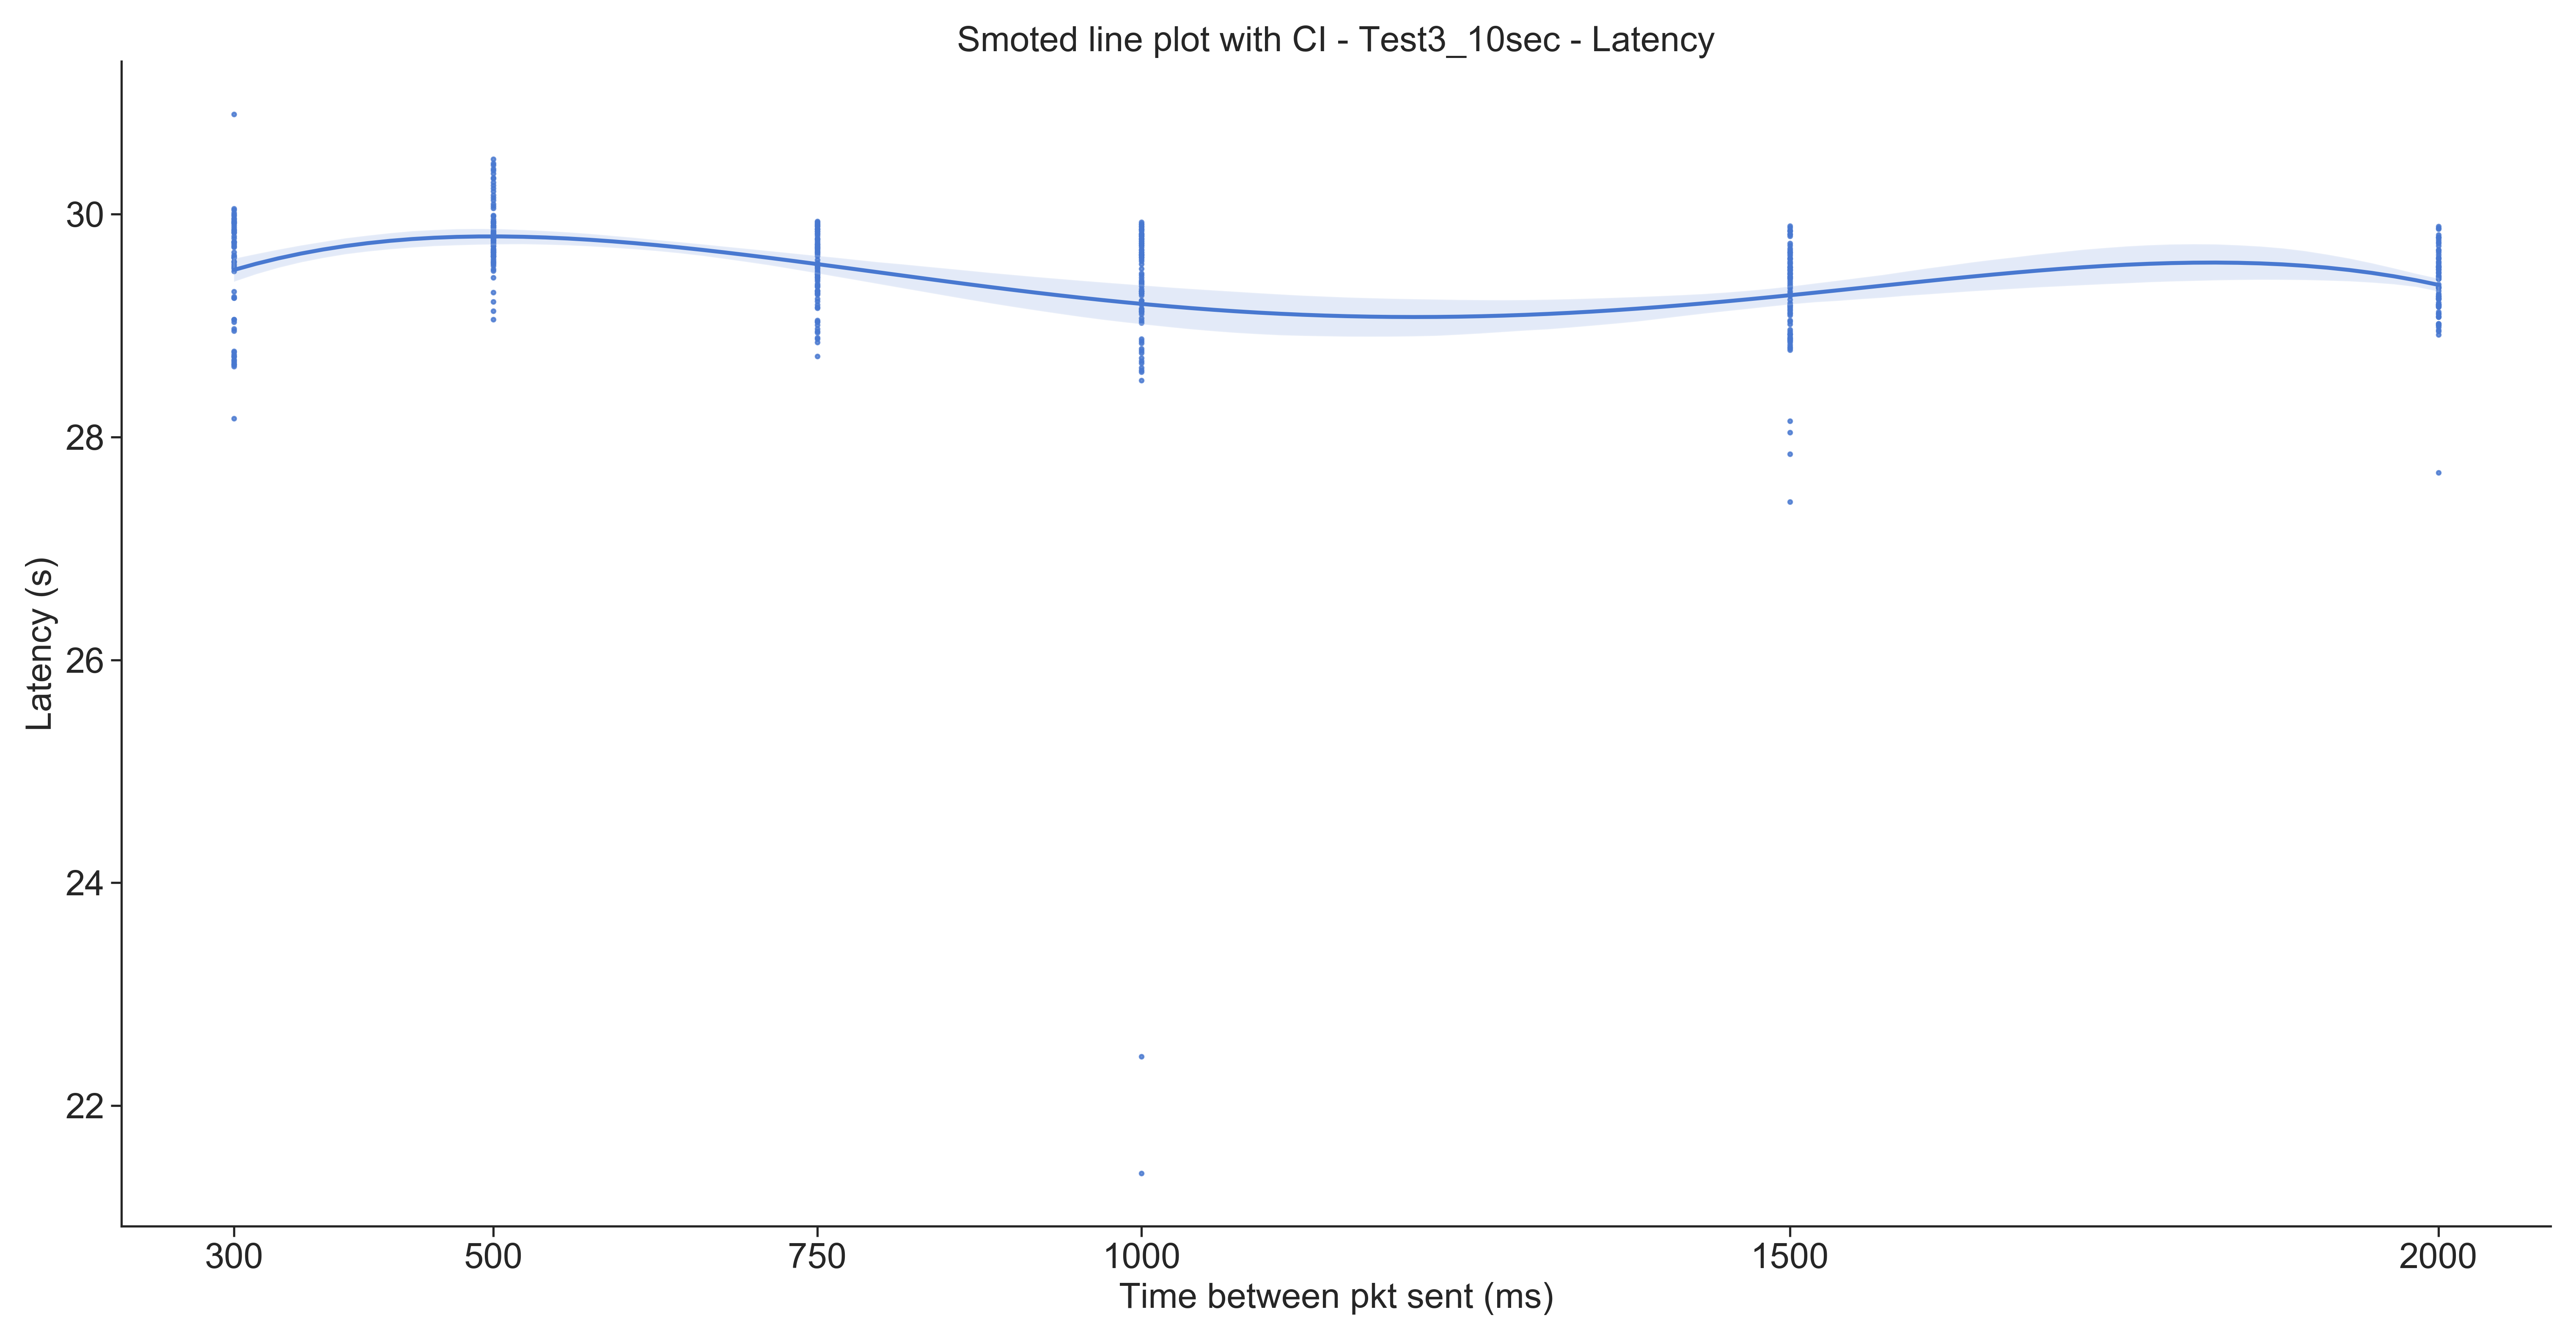 Smoted line plot with CI - Test3_10sec - Latency
30
28
26
24
22
Latency (s)
300 500 750 1000 1500 2000
Time between pkt sent (ms)